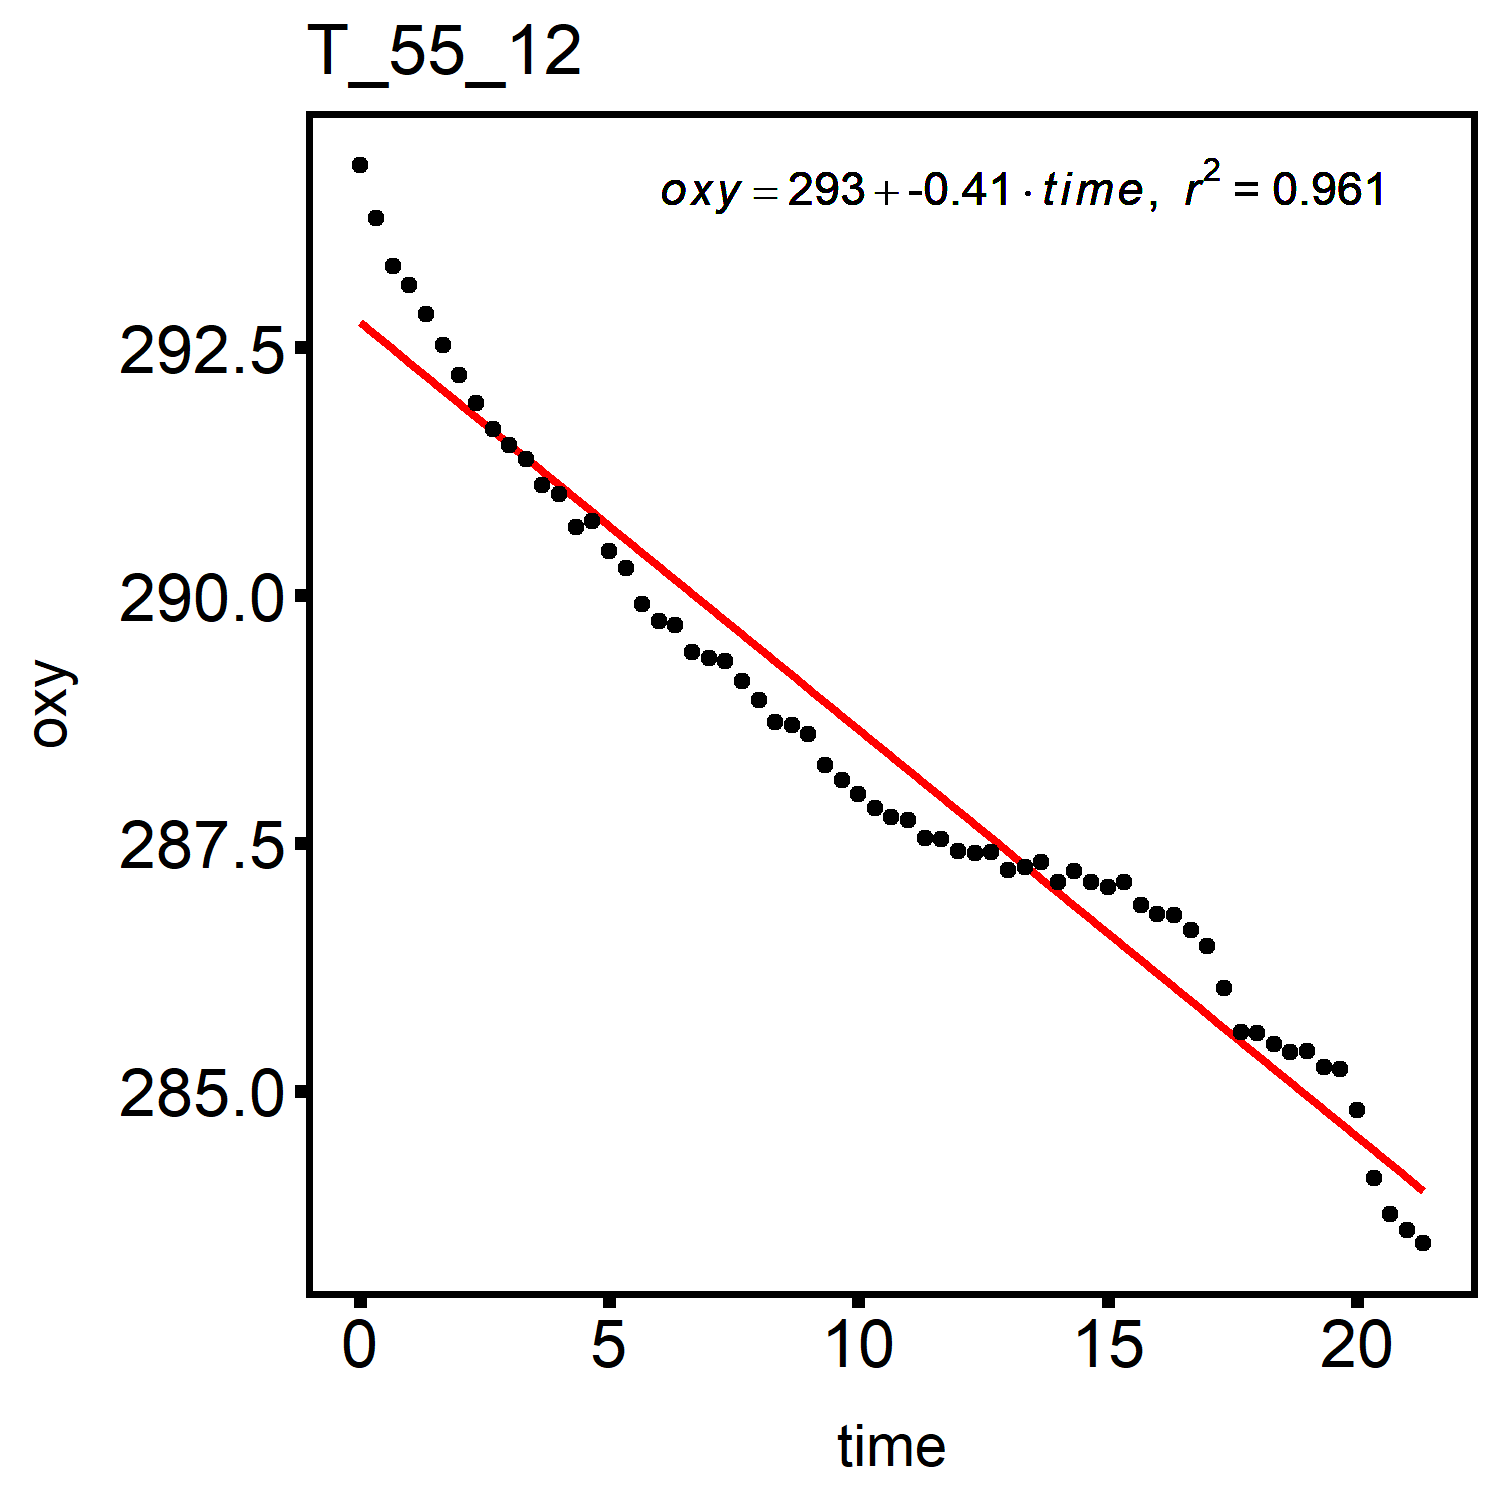 T_55_12
oxy = 293 + -0.41 · time, r² = 0.961
292.5
290.0
287.5
285.0
oxy
0 5 10 15 20
time